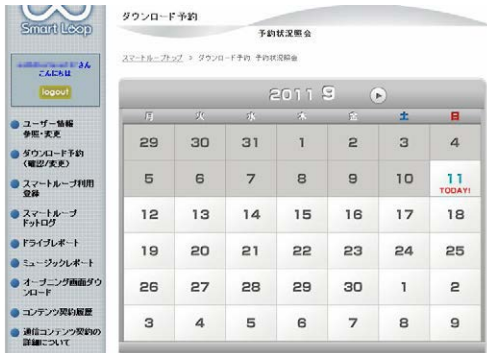 Smart Loop
さん
こんにちは
logout
ユーザー情報
参照・変更
ダウンロード予約
(確認/変更)
スマートループ利用
登録
スマートループ
ドットログ
ドライブレポート
ミュージックレポート
オープニング画面ダウ
ンロード
コンテンツ契約履歴
通信コンテンツ契約の
詳細について
ダウンロード予約
予約状況照会
スマートループトップ > ダウンロード予約 予約状況照会
2011 9
月 火 水 木 金 土 日
29 30 31 1 2 3 4
5 6 7 8 9 10 11
TODAY!
12 13 14 15 16 17 18
19 20 21 22 23 24 25
26 27 28 29 30 1 2
3 4 5 6 7 8 9